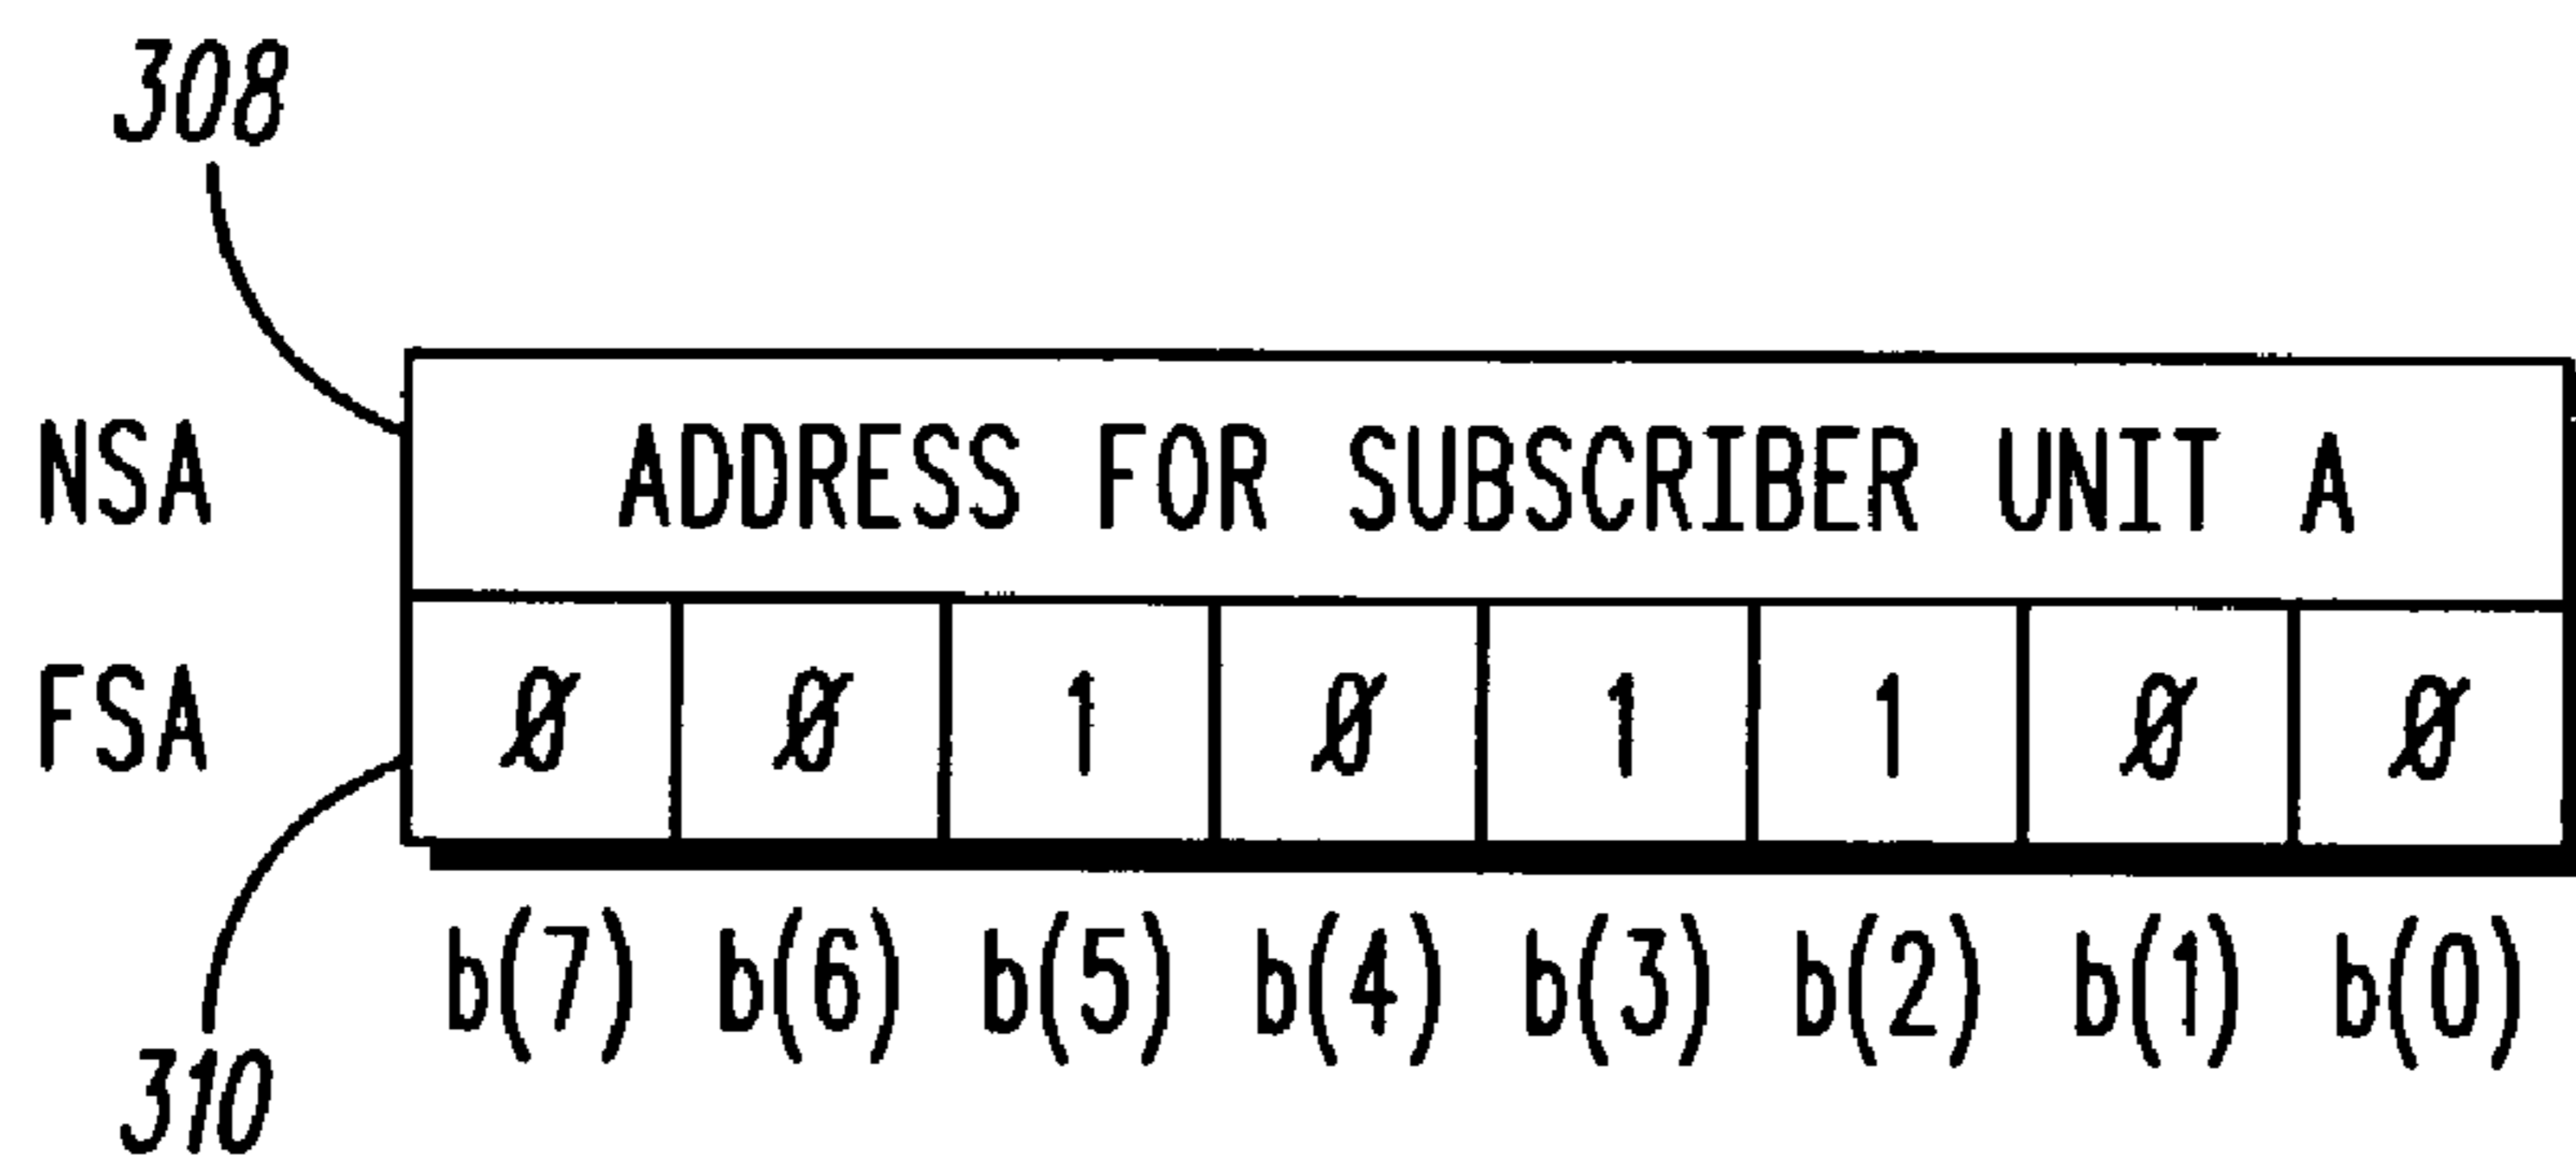 308
NSA ADDRESS FOR SUBSCRIBER UNIT A
FSA Ø Ø 1 Ø 1 1 Ø Ø
b(7) b(6) b(5) b(4) b(3) b(2) b(1) b(0)
310